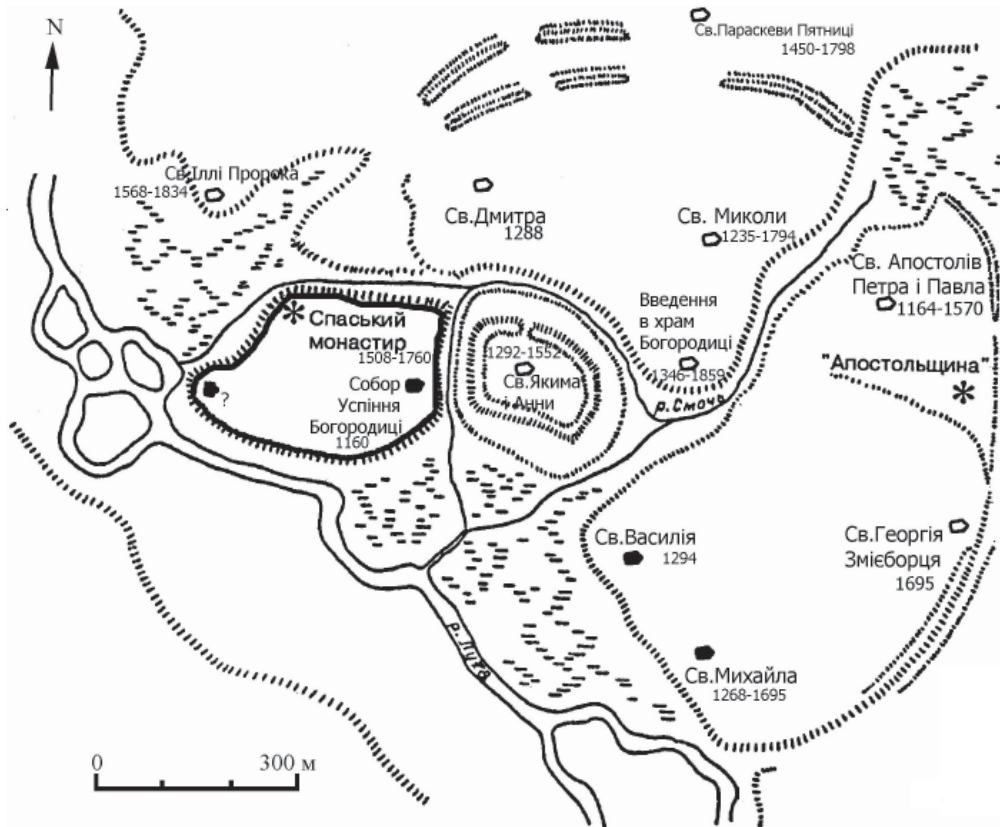 N
Св.Параскеви Пятниці
1450-1798
Св.Іллі Пророка
1568-1834
Св.Дмитра
1288
Св. Миколи
1235-1794
Св. Апостолів
Петра і Павла
1164-1570
Введення
в храм
Богородиці
1346-1859
Спаський
монастир
1508-1760
1292-1552
Св.Якима
і Анни
"Апостольщина"
р. Смочь
?
Собор
Успіння
Богородиці
1160
Св.Василія
1294
Св.Георгія
Змієборця
1695
р. Луга
Св.Михайла
1268-1695
0 300 м